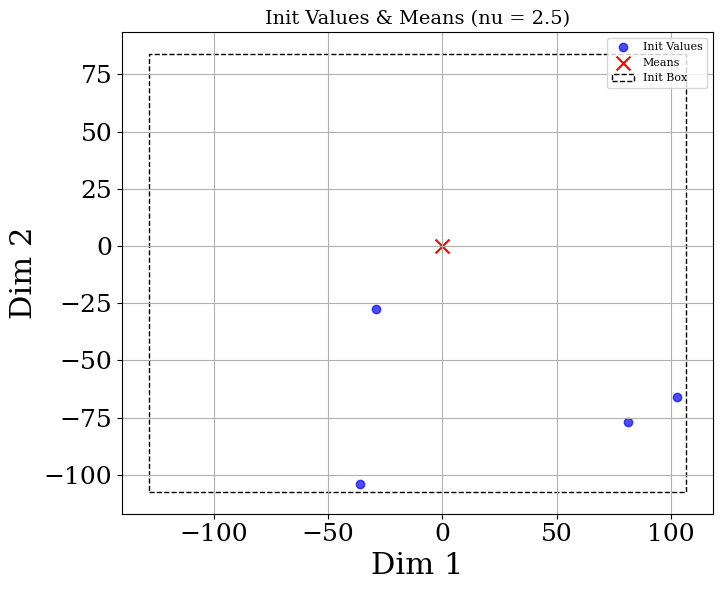 Init Values & Means (nu = 2.5)
Init Values
Means
Init Box
75
50
25
0
−25
−50
−75
−100
Dim 2
−100
−50
0
50
100
Dim 1